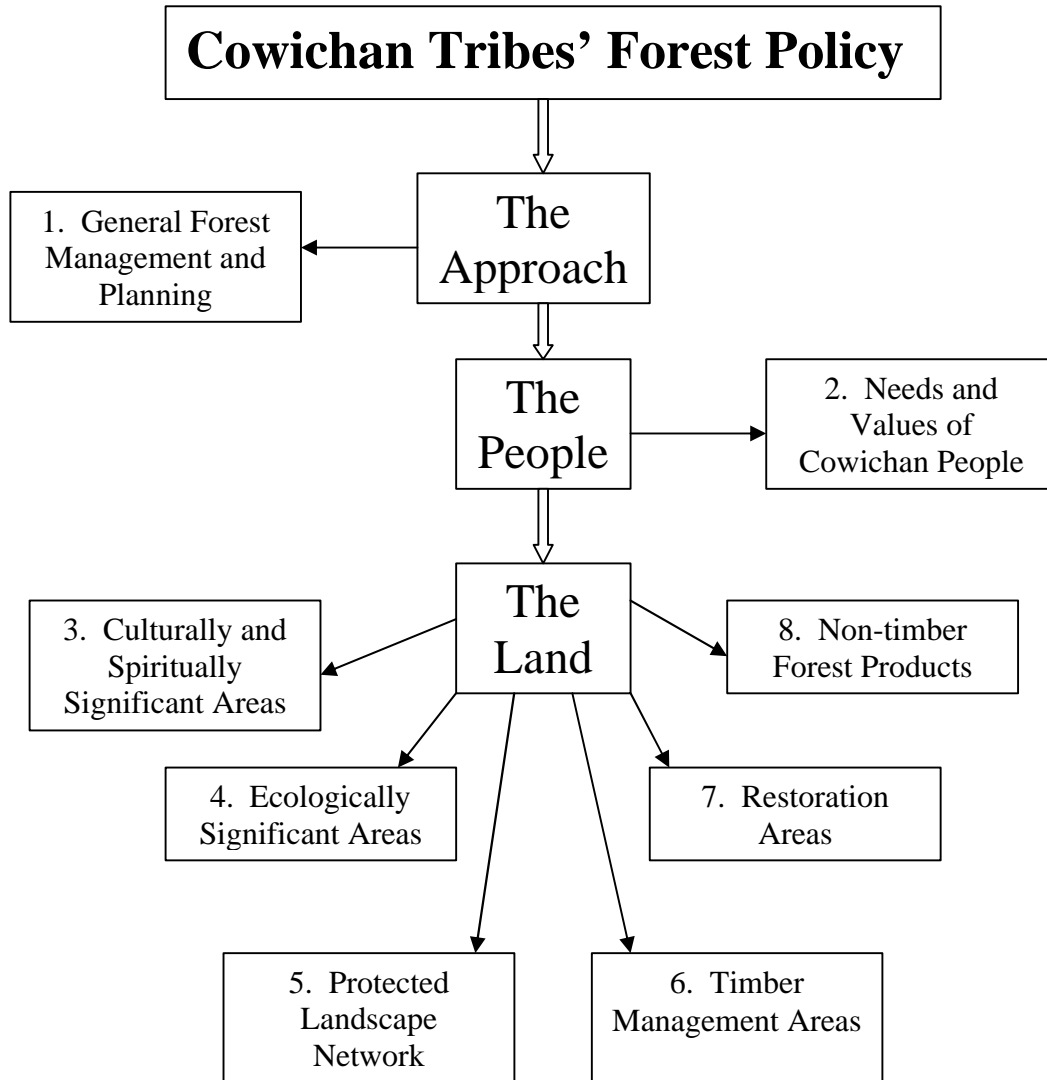 Cowichan Tribes’ Forest Policy
The
Approach
1. General Forest
Management and
Planning
The
People
2. Needs and
Values of
Cowichan People
The
Land
3. Culturally and
Spiritually
Significant Areas
8. Non-timber
Forest Products
4. Ecologically
Significant Areas
7. Restoration
Areas
5. Protected
Landscape
Network
6. Timber
Management Areas